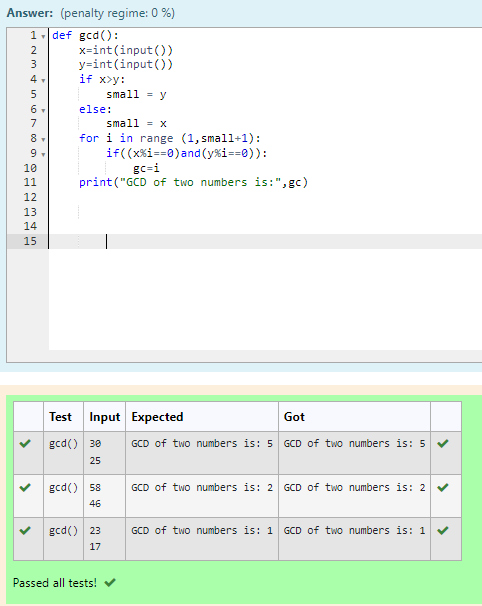 Answer: (penalty regime: 0 %)
1 def gcd():
2     x=int(input())
3     y=int(input())
4     if x>y:
5         small = y
6     else:
7         small = x
8     for i in range (1,small+1):
9         if((x%i==0)and(y%i==0)):
10             gc=i
11     print("GCD of two numbers is:",gc)
12
13
14
15
Test Input Expected Got
gcd() 30 GCD of two numbers is: 5 GCD of two numbers is: 5
25
gcd() 58 GCD of two numbers is: 2 GCD of two numbers is: 2
46
gcd() 23 GCD of two numbers is: 1 GCD of two numbers is: 1
17
Passed all tests!